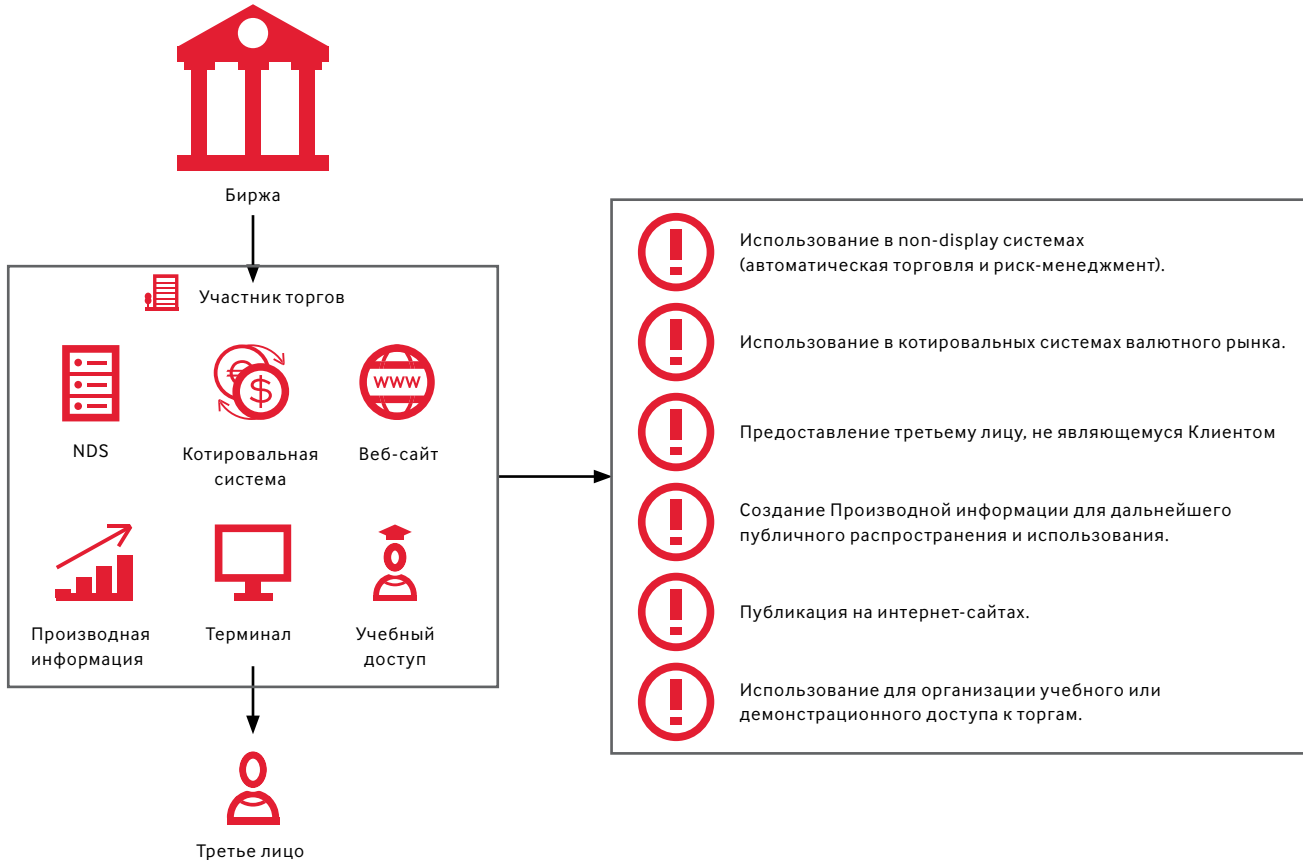 Биржа
Участник торгов
NDS
Котировальная
система
WWW
Веб-сайт
Производная
информация
Терминал
Учебный
доступ
Третье лицо
Использование в non-display системах
(автоматическая торговля и риск-менеджмент).
Использование в котировальных системах валютного рынка.
Предоставление третьему лицу, не являющемуся Клиентом
Создание Производной информации для дальнейшего
публичного распространения и использования.
Публикация на интернет-сайтах.
Использование для организации учебного или
демонстрационного доступа к торгам.